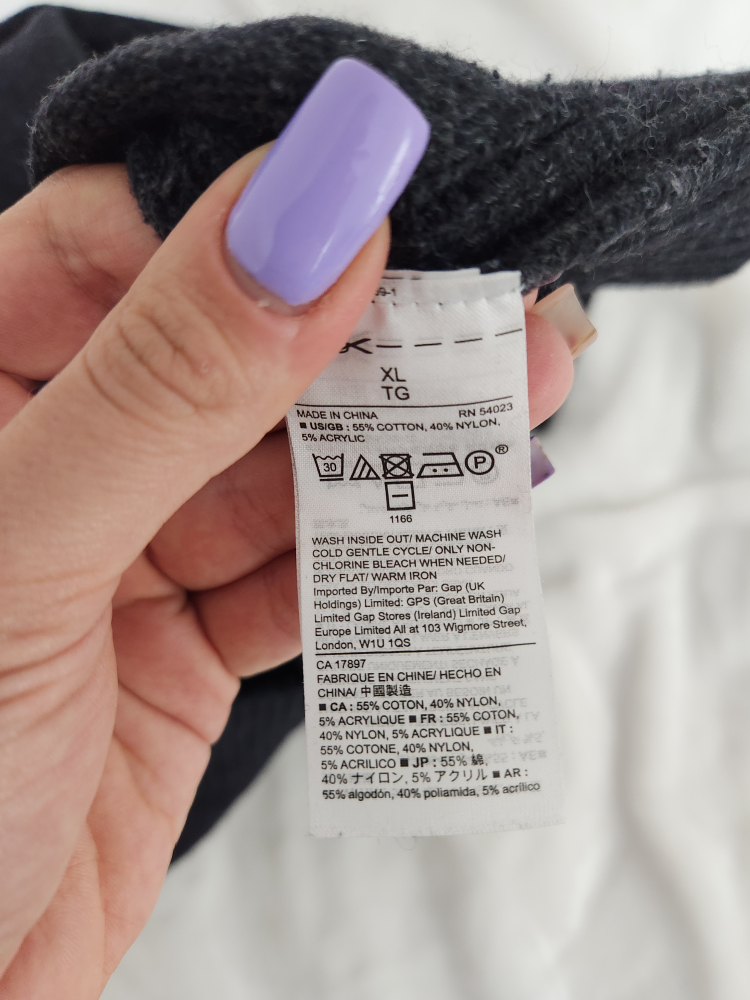 9-1
XL
TG
MADE IN CHINA RN 54023
■ US/GB : 55% COTTON, 40% NYLON,
5% ACRYLIC
30 P ®
1166
WASH INSIDE OUT/ MACHINE WASH
COLD GENTLE CYCLE/ ONLY NON-
CHLORINE BLEACH WHEN NEEDED/
DRY FLAT/ WARM IRON
Imported By/Importe Par: Gap (UK
Holdings) Limited: GPS (Great Britain)
Limited Gap Stores (Ireland) Limited Gap
Europe Limited All at 103 Wigmore Street,
London, W1U 1QS
CA 17897
FABRIQUE EN CHINE/ HECHO EN
CHINA/ 中國製造
■ CA : 55% COTON, 40% NYLON,
5% ACRYLIQUE ■ FR : 55% COTON,
40% NYLON, 5% ACRYLIQUE ■ IT :
55% COTONE, 40% NYLON,
5% ACRILICO ■ JP : 55% 綿,
40% ナイロン, 5% アクリル ■ AR :
55% algodón, 40% poliamida, 5% acrílico